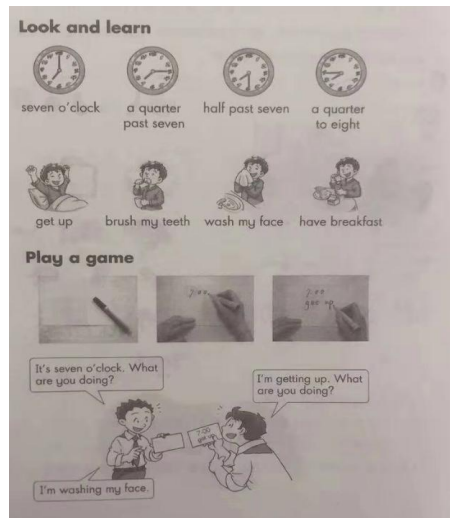 Look and learn
seven o'clock
a quarter
past seven
half past seven
a quarter
to eight
get up
brush my teeth
wash my face
have breakfast
Play a game
7:00
7:00
get up
It's seven o'clock. What
are you doing?
I'm getting up. What
are you doing?
7:00
get up
I'm washing my face.